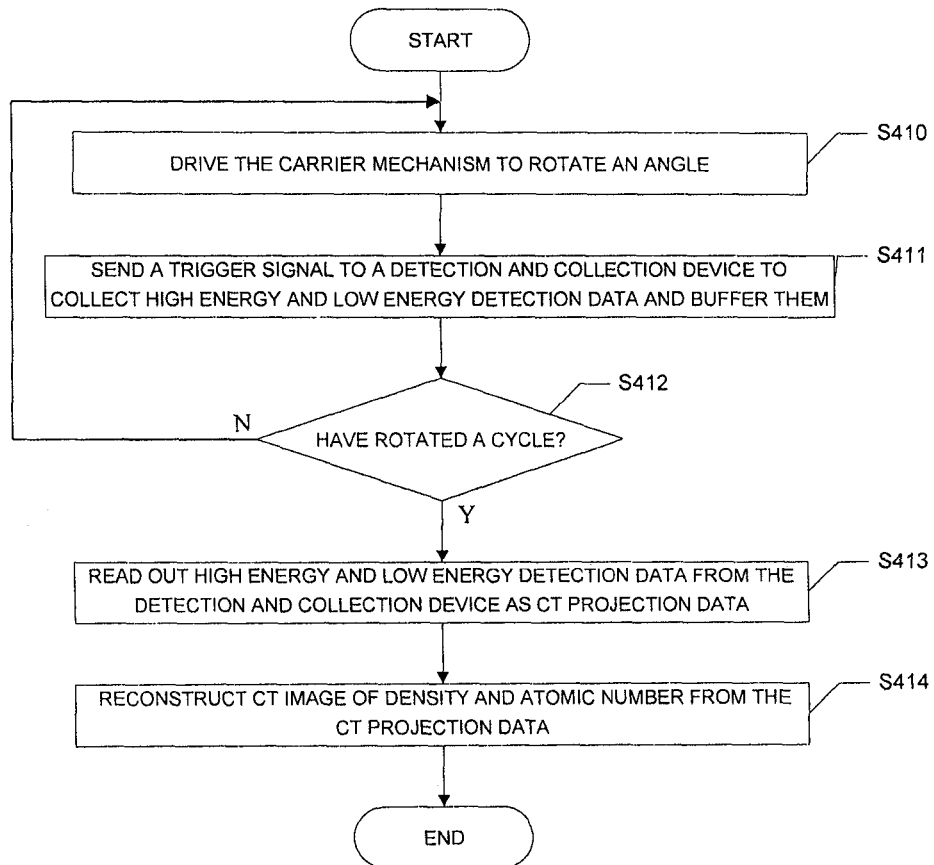 START
S410
DRIVE THE CARRIER MECHANISM TO ROTATE AN ANGLE
S411
SEND A TRIGGER SIGNAL TO A DETECTION AND COLLECTION DEVICE TO
COLLECT HIGH ENERGY AND LOW ENERGY DETECTION DATA AND BUFFER THEM
S412
N
HAVE ROTATED A CYCLE?
Y
S413
READ OUT HIGH ENERGY AND LOW ENERGY DETECTION DATA FROM THE
DETECTION AND COLLECTION DEVICE AS CT PROJECTION DATA
S414
RECONSTRUCT CT IMAGE OF DENSITY AND ATOMIC NUMBER FROM THE
CT PROJECTION DATA
END